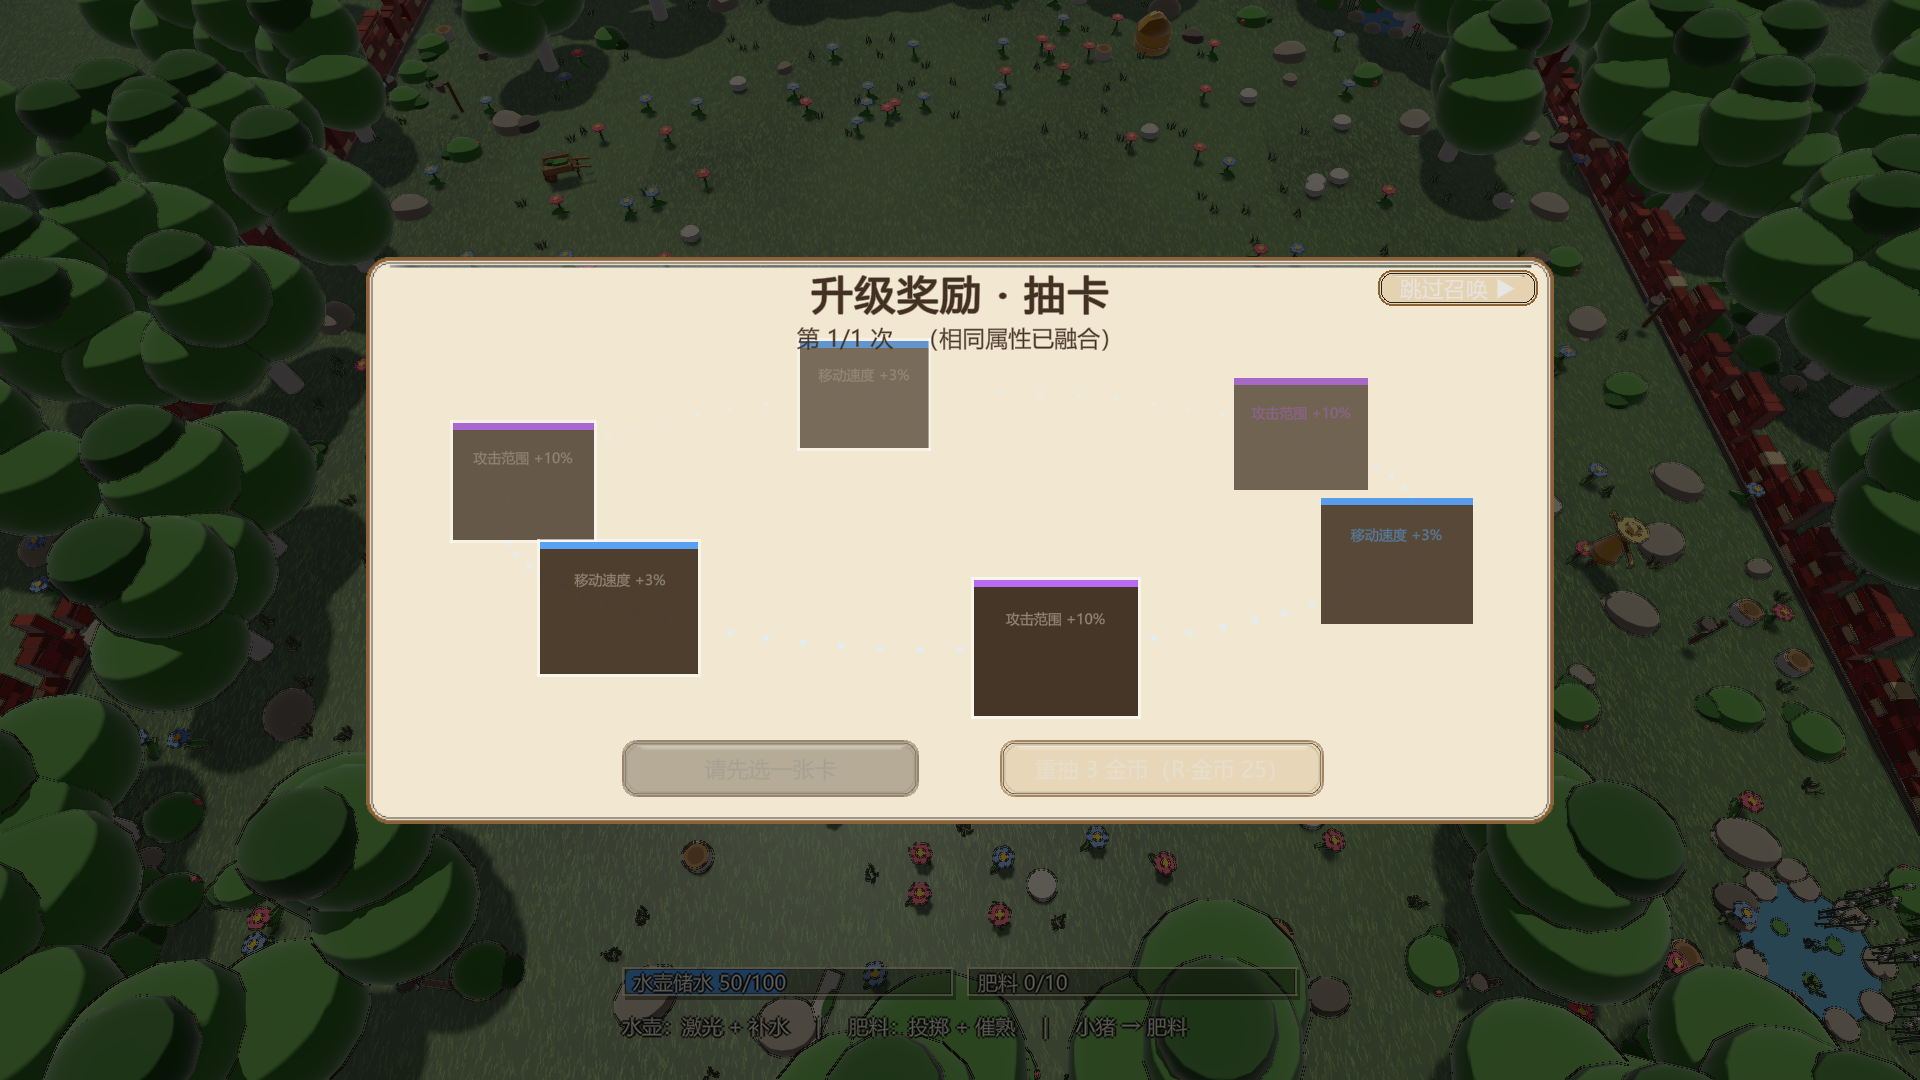 升级奖励 · 抽卡
跳过召唤 ▶
第 1/1 次 (相同属性已融合)
移动速度 +3%
攻击范围 +10%
攻击范围 +10%
移动速度 +3%
移动速度 +3%
攻击范围 +10%
请先选一张卡
重抽 3 金币 (R·金币 25)
水壶储水 50/100
肥料 0/10
水壶: 激光 + 补水 | 肥料: 投掷 + 催熟 | 小猪 → 肥料